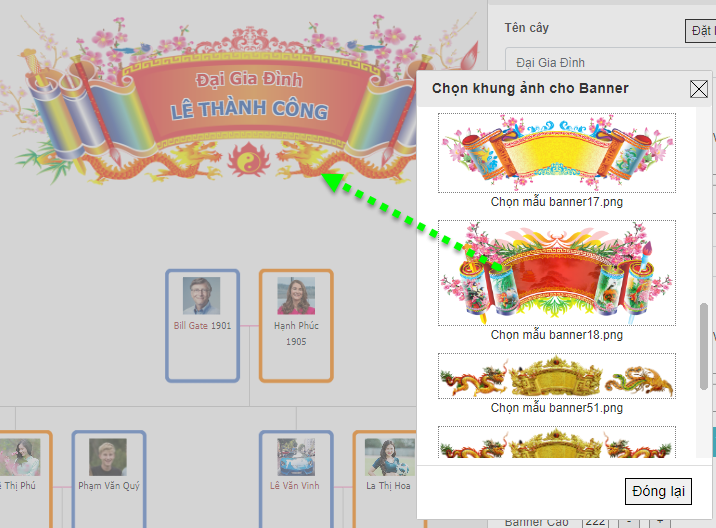 Tên cây
Đặt
Đại Gia Đình
Đại Gia Đình
LÊ THÀNH CÔNG
Chọn khung ảnh cho Banner
Chọn mẫu banner17.png
Chọn mẫu banner18.png
Chọn mẫu banner51.png
Bill Gate 1901
Hạnh Phúc
1905
Thị Phú
Phạm Văn Quý
Lê Văn Vinh
La Thị Hoa
Đóng lại
Banner Cao 222 - +